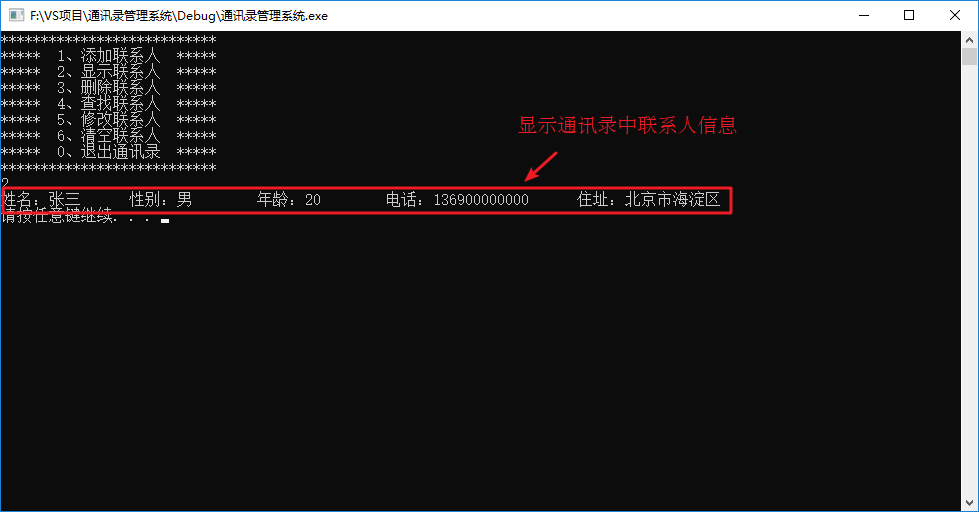 F:\VS项目\通讯录管理系统\Debug\通讯录管理系统.exe
***************************
***** 1、添加联系人 *****
***** 2、显示联系人 *****
***** 3、删除联系人 *****
***** 4、查找联系人 *****
***** 5、修改联系人 *****
***** 6、清空联系人 *****
***** 0、退出通讯录 *****
***************************
显示通讯录中联系人信息
2
姓名：张三 性别：男 年龄：20 电话：136900000000 住址：北京市海淀区
请按任意键继续. . .